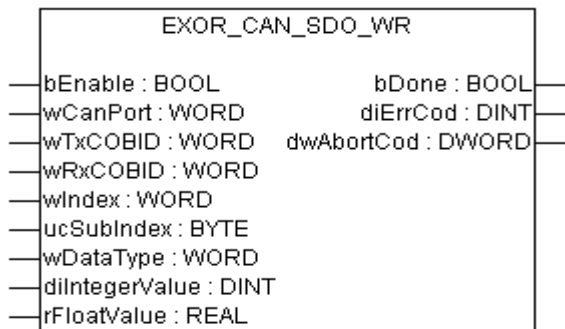 EXOR_CAN_SDO_WR
bEnable : BOOL bDone : BOOL
wCanPort : WORD diErrCod : DINT
wTxCOBID : WORD dwAbortCod : DWORD
wRxCOBID : WORD
wIndex : WORD
ucSubIndex : BYTE
wDataType : WORD
diIntegerValue : DINT
rFloatValue : REAL